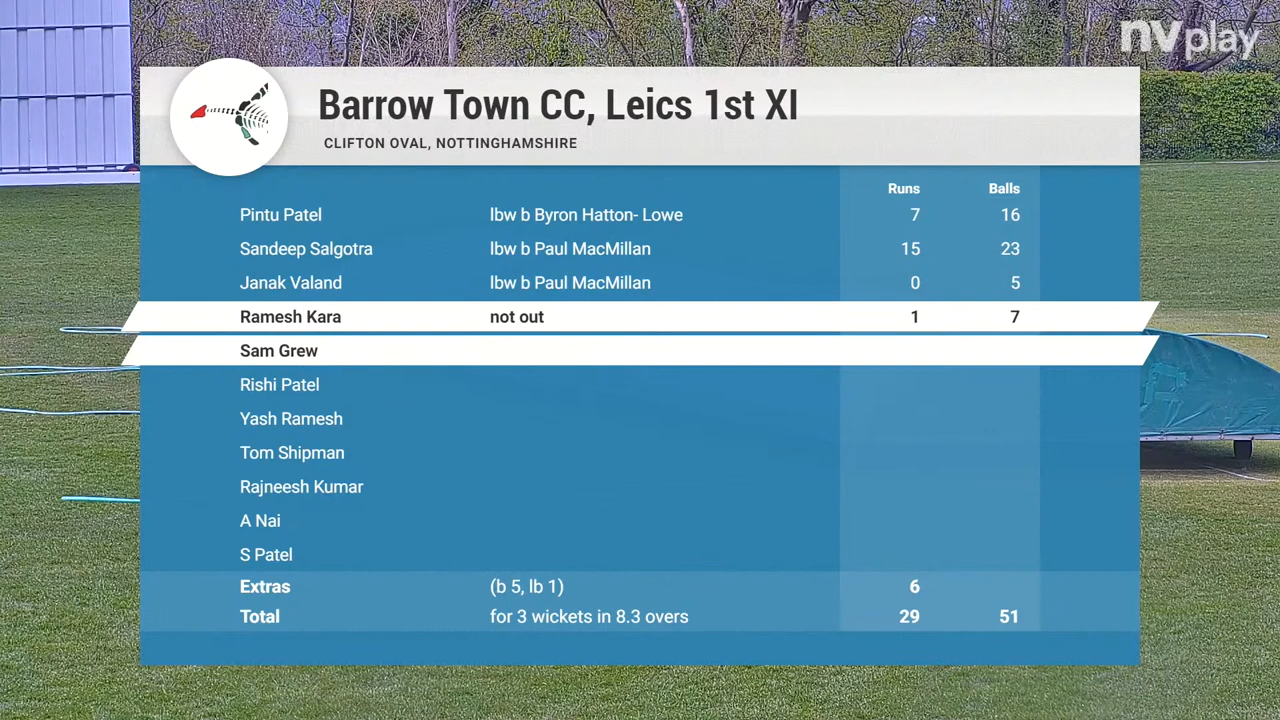 nvplay
Barrow Town CC, Leics 1st XI
CLIFTON OVAL, NOTTINGHAMSHIRE
Runs Balls
Pintu Patel lbw b Byron Hatton- Lowe 7 16
Sandeep Salgotra lbw b Paul MacMillan 15 23
Janak Valand lbw b Paul MacMillan 0 5
Ramesh Kara not out 1 7
Sam Grew
Rishi Patel
Yash Ramesh
Tom Shipman
Rajneesh Kumar
A Nai
S Patel
Extras (b 5, lb 1) 6
Total for 3 wickets in 8.3 overs 29 51